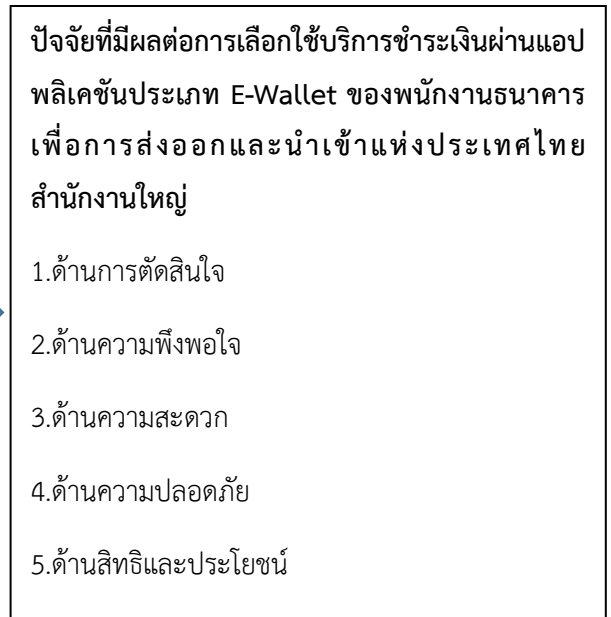 ปัจจัยที่มีผลต่อการเลือกใช้บริการชำระเงินผ่านแอป
พลิเคชันประเภท E-Wallet ของพนักงานธนาคาร
เพื่อการส่งออกและนำเข้าแห่งประเทศไทย
สำนักงานใหญ่
1.ด้านการตัดสินใจ
2.ด้านความพึงพอใจ
3.ด้านความสะดวก
4.ด้านความปลอดภัย
5.ด้านสิทธิและประโยชน์